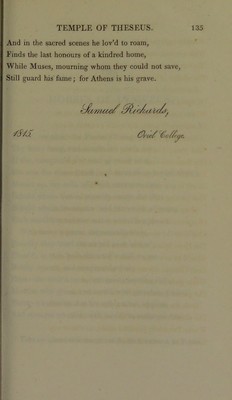 TEMPLE OF THESEUS. 135
And in the sacred scenes he lov'd to roam,
Finds the last honours of a kindred home,
While Muses, mourning whom they could not save,
Still guard his fame; for Athens is his grave.
Samuel Richards,
1815 Oriel College.